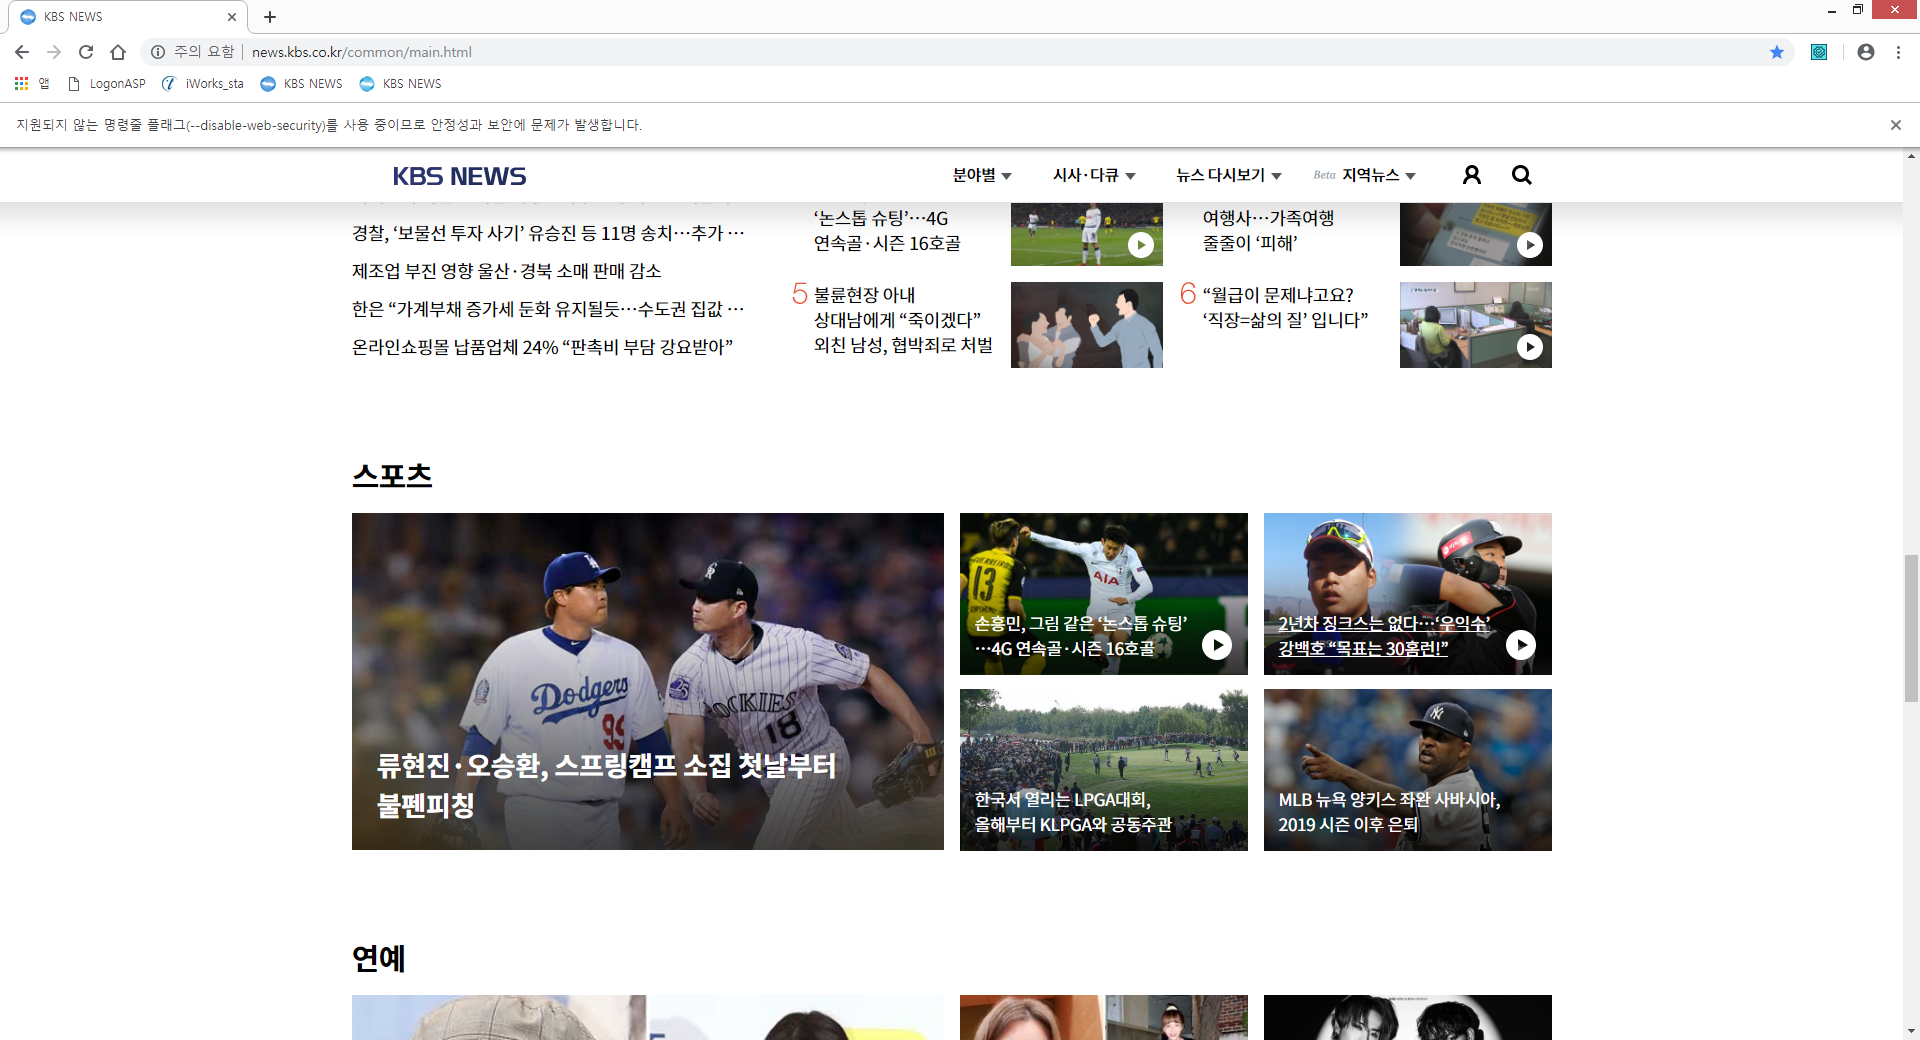 KBS NEWS
주의 요함
news.kbs.co.kr/common/main.html
앱
LogonASP
iWorks_sta
KBS NEWS
KBS NEWS
지원되지 않는 명령줄 플래그(--disable-web-security)를 사용 중이므로 안정성과 보안에 문제가 발생합니다.
KBS NEWS
분야별
시사·다큐
뉴스 다시보기
Beta 지역뉴스
경찰, ‘보물선 투자 사기’ 유승진 등 11명 송치…추가 …
제조업 부진 영향 울산·경북 소매 판매 감소
한은 “가계부채 증가세 둔화 유지될듯…수도권 집값 …
온라인쇼핑몰 납품업체 24% “판촉비 부담 강요받아”
‘논스톱 슈팅’…4G
연속골·시즌 16호골
여행사…가족여행
줄줄이 ‘피해’
5 불륜현장 아내
상대남에게 “죽이겠다”
외친 남성, 협박죄로 처벌
6 “월급이 문제냐고요?
‘직장=삶의 질’ 입니다”
스포츠
LA
CR
Dodgers
99
ROCKIES
18
25
류현진·오승환, 스프링캠프 소집 첫날부터
불펜피칭
GUERREIRO
13
AIA
손흥민, 그림 같은 ‘논스톱 슈팅’
…4G 연속골·시즌 16호골
2년차 징크스는 없다…‘우익수’
강백호 “목표는 30홈런!”
한국서 열리는 LPGA대회,
올해부터 KLPGA와 공동주관
NY
MLB 뉴욕 양키스 좌완 사바시아,
2019 시즌 이후 은퇴
연예